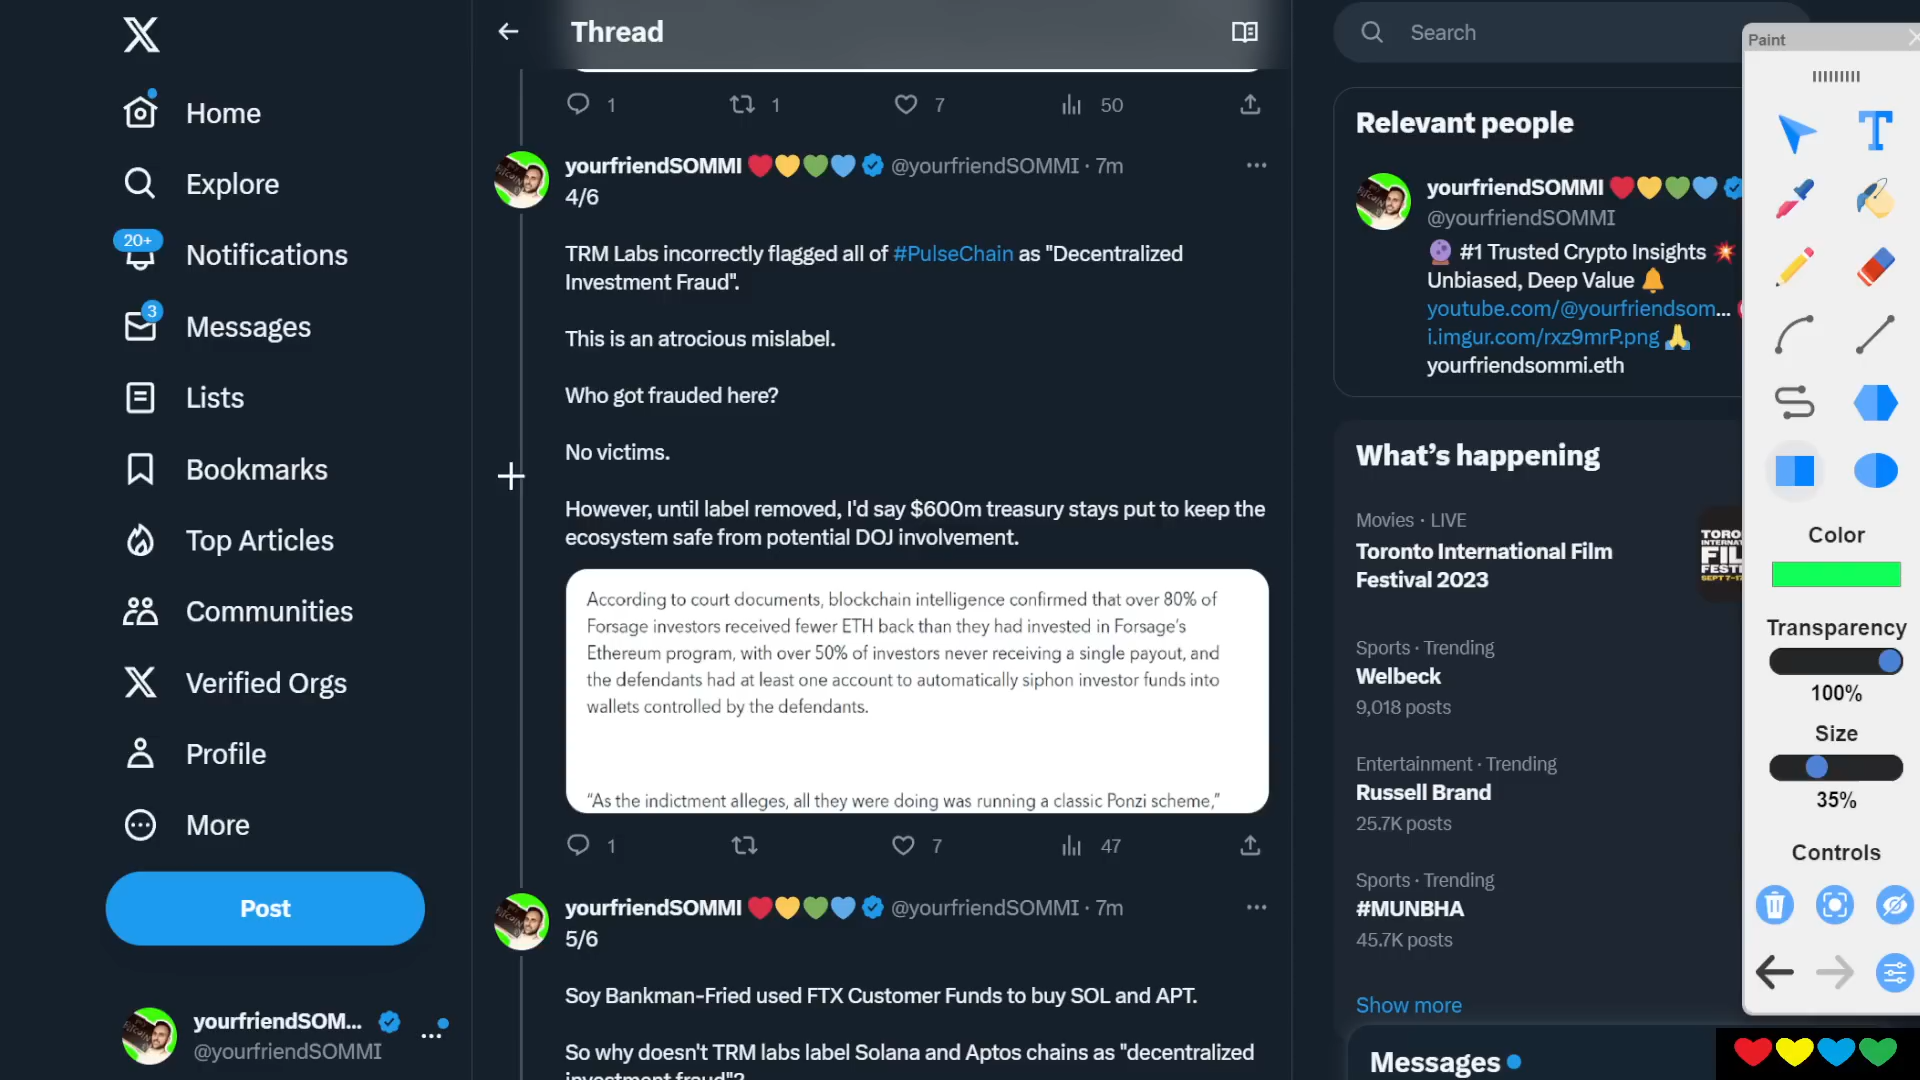 Home
Explore
20+
Notifications
3
Messages
Lists
Bookmarks
Top Articles
Communities
Verified Orgs
Profile
More
Post
yourfriendSOM...
@yourfriendSOMMI
Thread
1 1 7 50
yourfriendSOMMI @yourfriendSOMMI · 7m
4/6
TRM Labs incorrectly flagged all of #PulseChain as "Decentralized
Investment Fraud".
This is an atrocious mislabel.
Who got frauded here?
No victims.
However, until label removed, I'd say $600m treasury stays put to keep the
ecosystem safe from potential DOJ involvement.
According to court documents, blockchain intelligence confirmed that over 80% of
Forsage investors received fewer ETH back than they had invested in Forsage's
Ethereum program, with over 50% of investors never receiving a single payout, and
the defendants had at least one account to automatically siphon investor funds into
wallets controlled by the defendants.
“As the indictment alleges, all they were doing was running a classic Ponzi scheme,”
1 7 47
yourfriendSOMMI @yourfriendSOMMI · 7m
5/6
Soy Bankman-Fried used FTX Customer Funds to buy SOL and APT.
So why doesn't TRM labs label Solana and Aptos chains as "decentralized
investment fraud"?
Search
Relevant people
yourfriendSOMMI
@yourfriendSOMMI
#1 Trusted Crypto Insights
Unbiased, Deep Value
youtube.com/@yourfriendsom...
i.imgur.com/rxz9mrP.png
yourfriendsommi.eth
What’s happening
Movies · LIVE
Toronto International Film
Festival 2023
Sports · Trending
Welbeck
9,018 posts
Entertainment · Trending
Russell Brand
25.7K posts
Sports · Trending
#MUNBHA
45.7K posts
Show more
Messages
Paint
Color
Transparency
100%
Size
35%
Controls